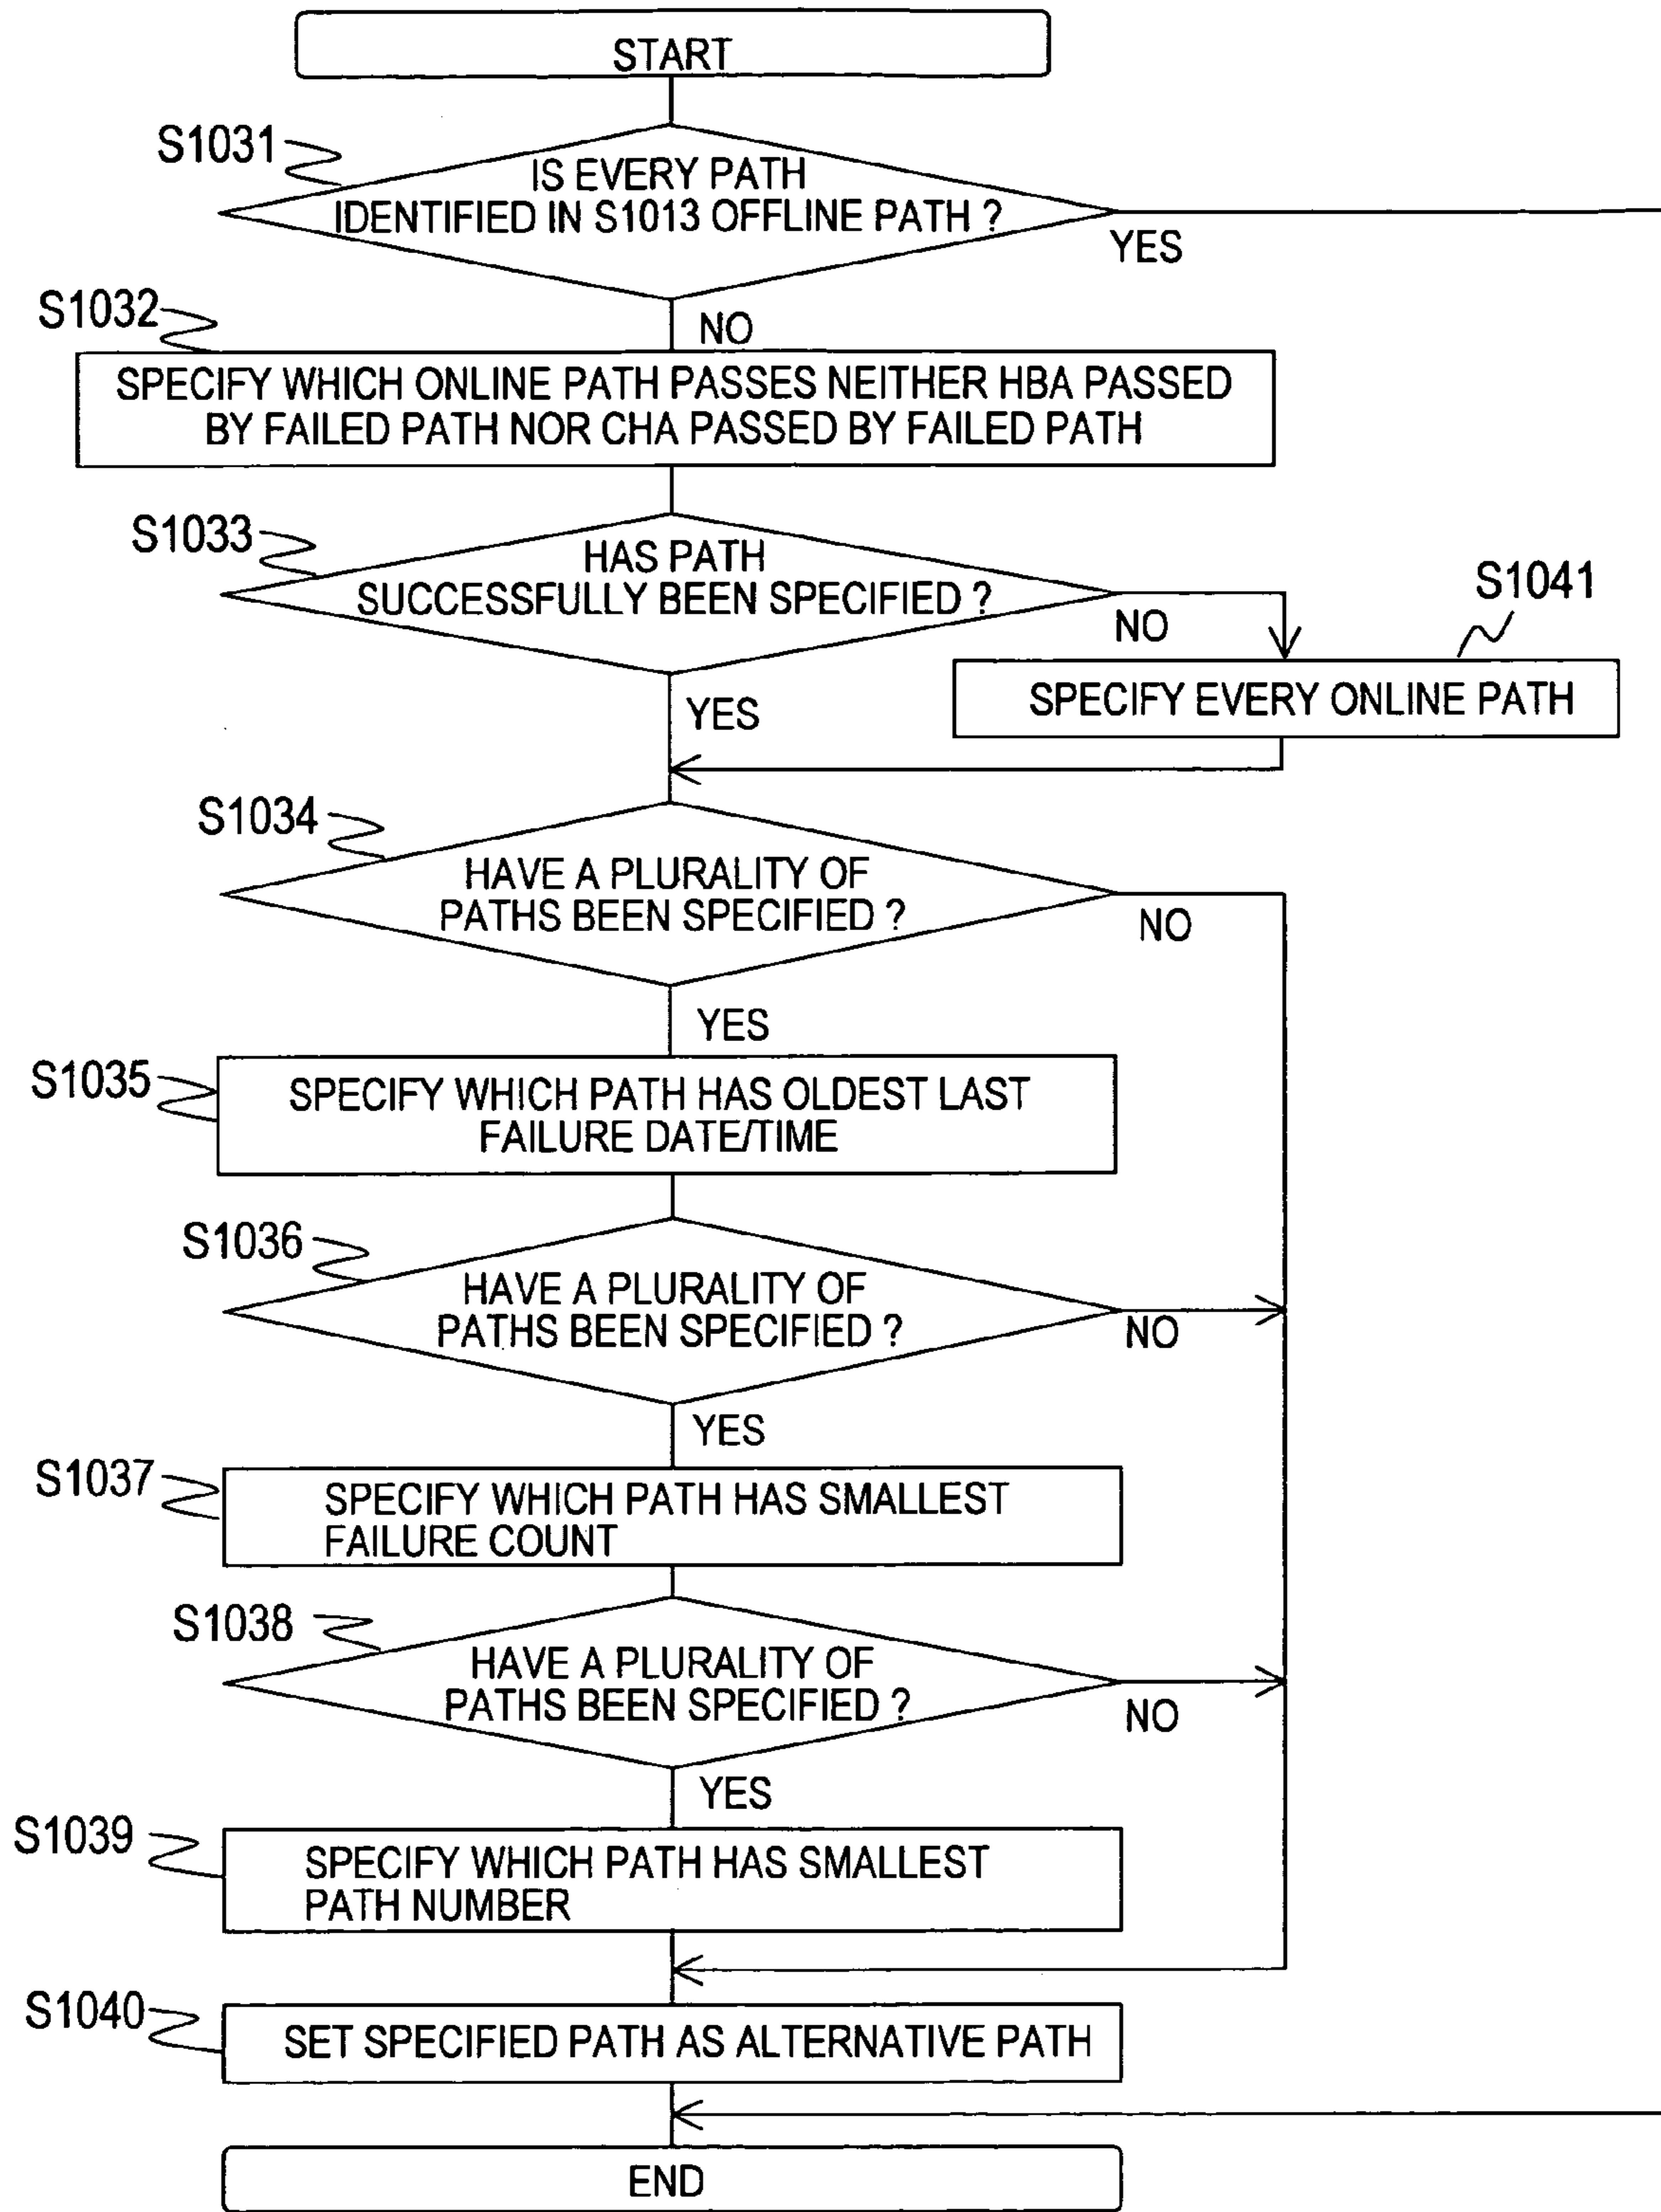 START
S1031
IS EVERY PATH
IDENTIFIED IN S1013 OFFLINE PATH ?
YES
S1032
NO
SPECIFY WHICH ONLINE PATH PASSES NEITHER HBA PASSED
BY FAILED PATH NOR CHA PASSED BY FAILED PATH
S1033
HAS PATH
SUCCESSFULLY BEEN SPECIFIED ?
NO
S1041
SPECIFY EVERY ONLINE PATH
YES
S1034
HAVE A PLURALITY OF
PATHS BEEN SPECIFIED ?
NO
YES
S1035
SPECIFY WHICH PATH HAS OLDEST LAST
FAILURE DATE/TIME
S1036
HAVE A PLURALITY OF
PATHS BEEN SPECIFIED ?
NO
YES
S1037
SPECIFY WHICH PATH HAS SMALLEST
FAILURE COUNT
S1038
HAVE A PLURALITY OF
PATHS BEEN SPECIFIED ?
NO
YES
S1039
SPECIFY WHICH PATH HAS SMALLEST
PATH NUMBER
S1040
SET SPECIFIED PATH AS ALTERNATIVE PATH
END